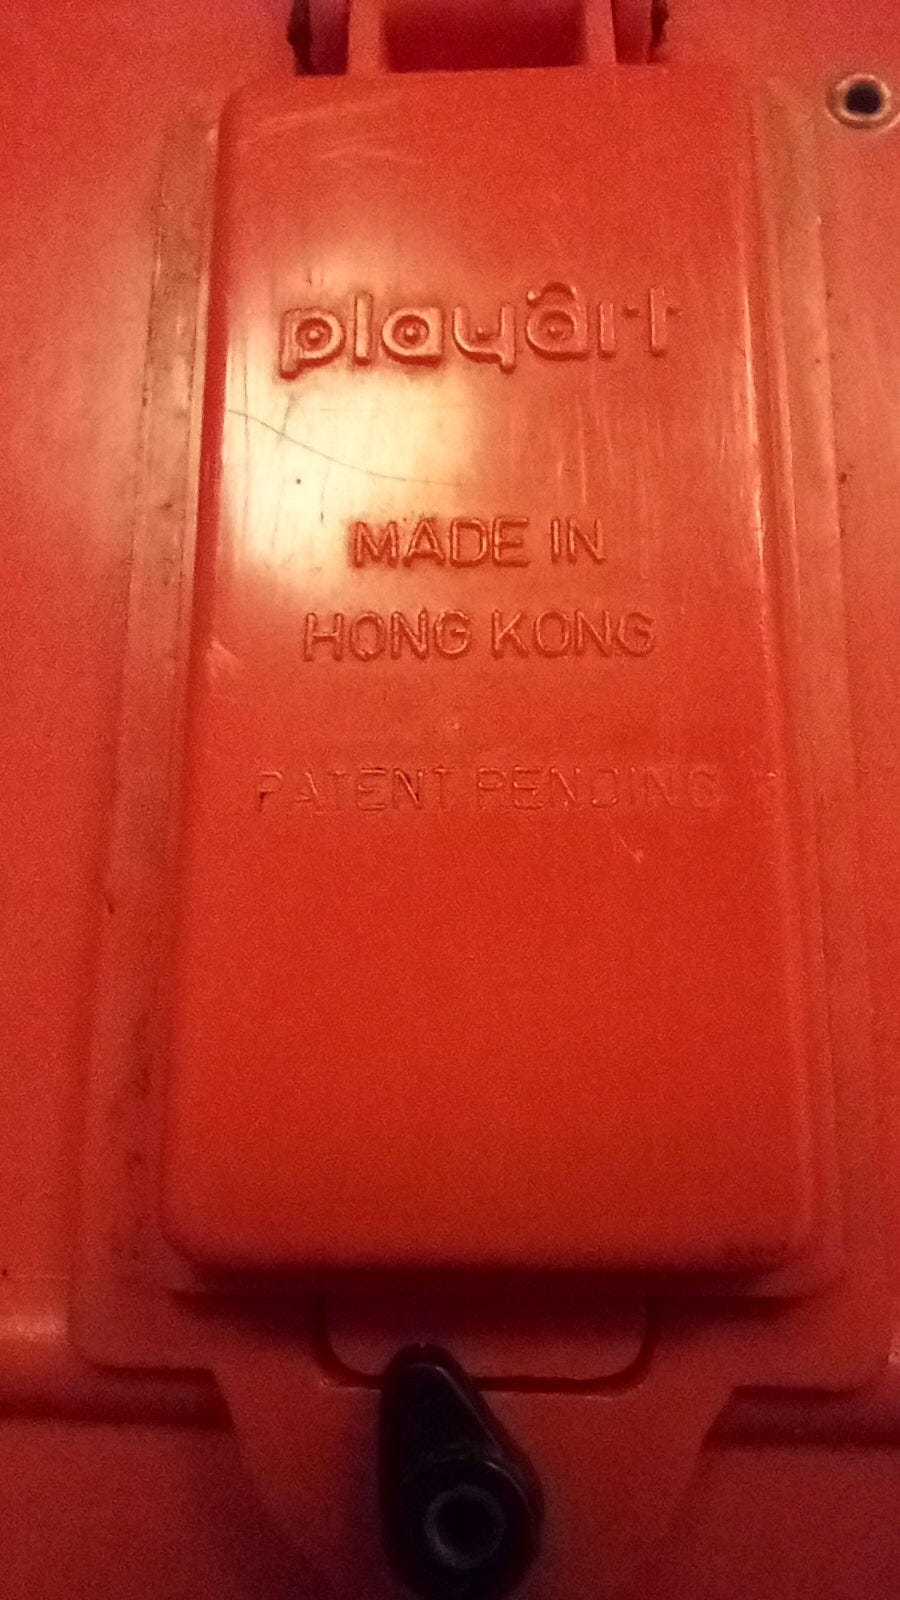 playart
MADE IN
HONG KONG
PATENT PENDING